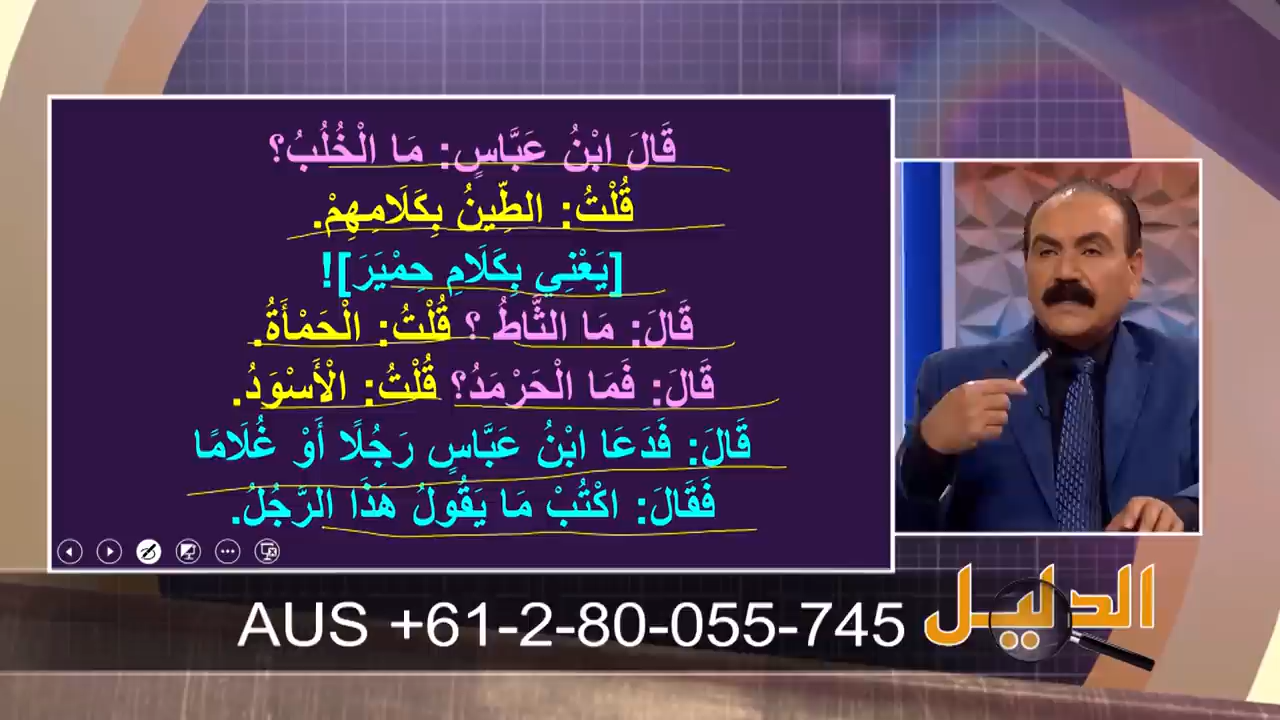 قَالَ ابْنُ عَبَّاسٍ: مَا الْخُلُبُ؟
قُلْتُ: الطِّينُ بِكَلَامِهِمْ.
[يَعْنِي بِكَلَامِ حِمْيَرَ]!
قَالَ: مَا الثَّاطُ ؟ قُلْتُ: الْحَمْأَةُ.
قَالَ: فَمَا الْحَرْمَدُ؟ قُلْتُ: الْأَسْوَدُ.
قَالَ: فَدَعَا ابْنُ عَبَّاسٍ رَجُلًا أَوْ غُلَامًا
فَقَالَ: اكْتُبْ مَا يَقُولُ هَذَا الرَّجُلُ.
الدليل
AUS +61-2-80-055-745